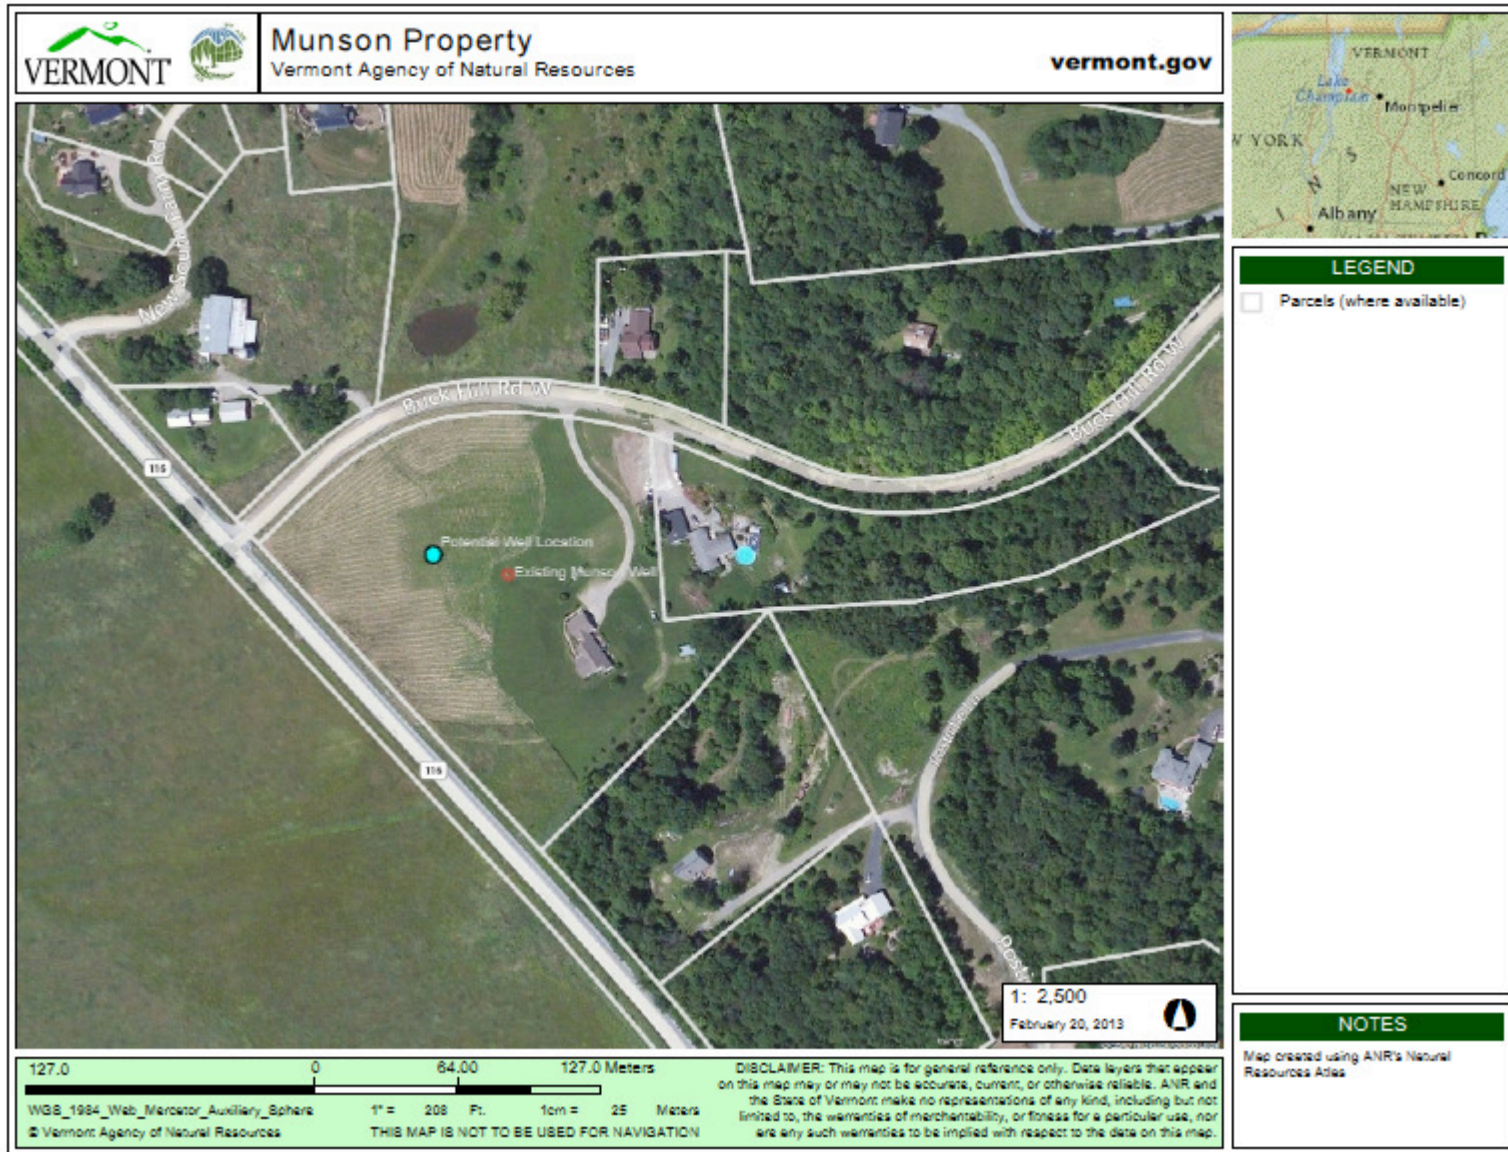 VERMONT
Munson Property
Vermont Agency of Natural Resources
vermont.gov
VERMONT
Lake
Champlain
Montpelier
W YORK
Concord
NEW
HAMPSHIRE
Albany
LEGEND
Parcels (where available)
New South Farm Rd
Buck Hill Rd W
Buck Hill Rd W
116
Potential Well Location
Existing Munson Well
116
1: 2,500
February 20, 2013
NOTES
Map created using ANR's Natural
Resources Atlas
127.0 0 64.00 127.0 Meters
WGS_1984_Web_Mercator_Auxiliary_Sphere 1" = 208 Ft. 1cm = 25 Meters
© Vermont Agency of Natural Resources THIS MAP IS NOT TO BE USED FOR NAVIGATION
DISCLAIMER: This map is for general reference only. Data layers that appear
on this map may or may not be accurate, current, or otherwise reliable. ANR and
the State of Vermont make no representations of any kind, including but not
limited to, the warranties of merchantability, or fitness for a particular use, nor
are any such warranties to be implied with respect to the data on this map.